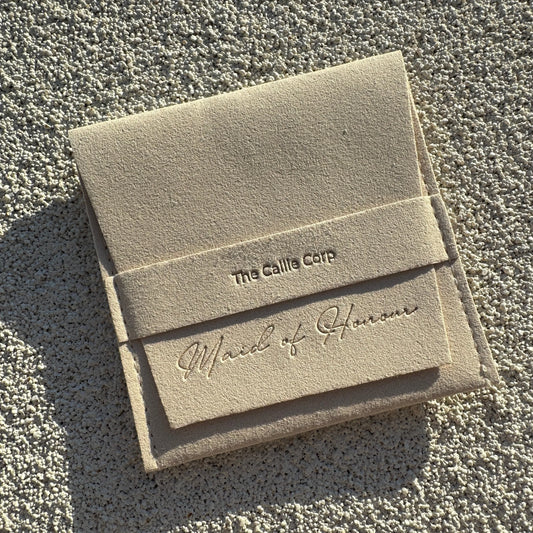 The Callie Corp
Maid of Honour